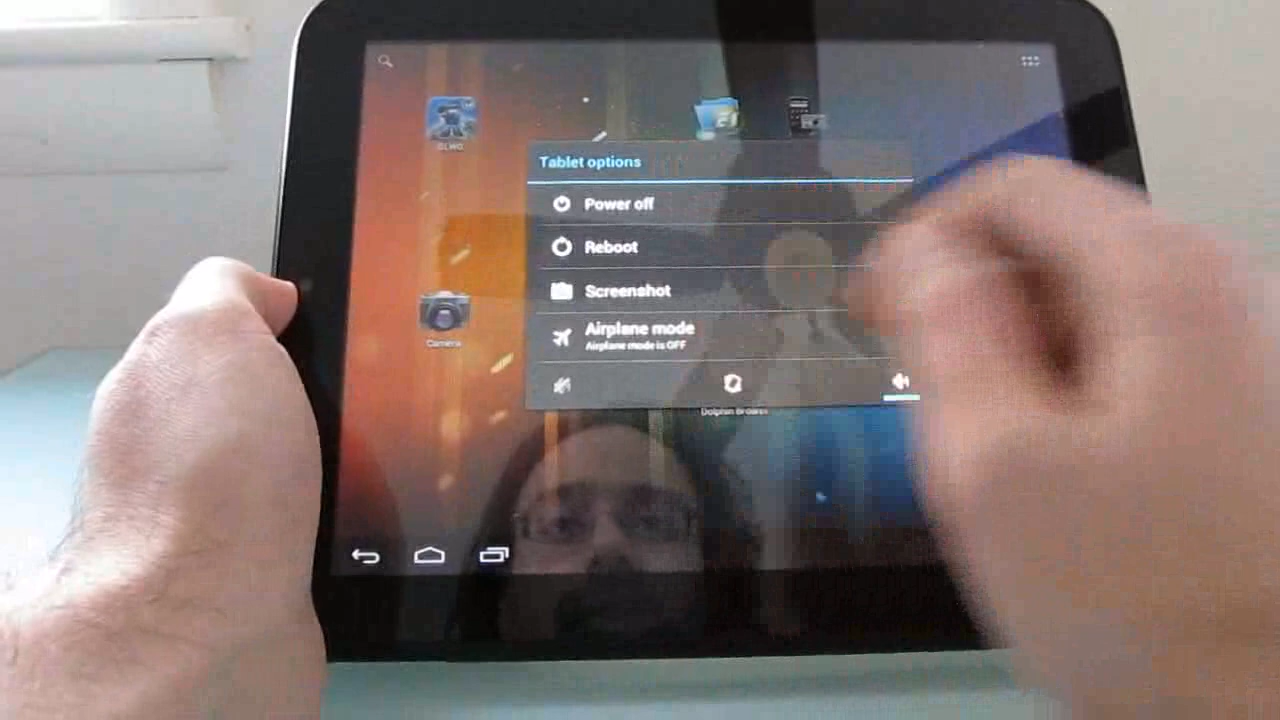 Tablet options
Power off
Reboot
Screenshot
Airplane mode
Airplane mode is OFF
Camera
Dolphin Browser